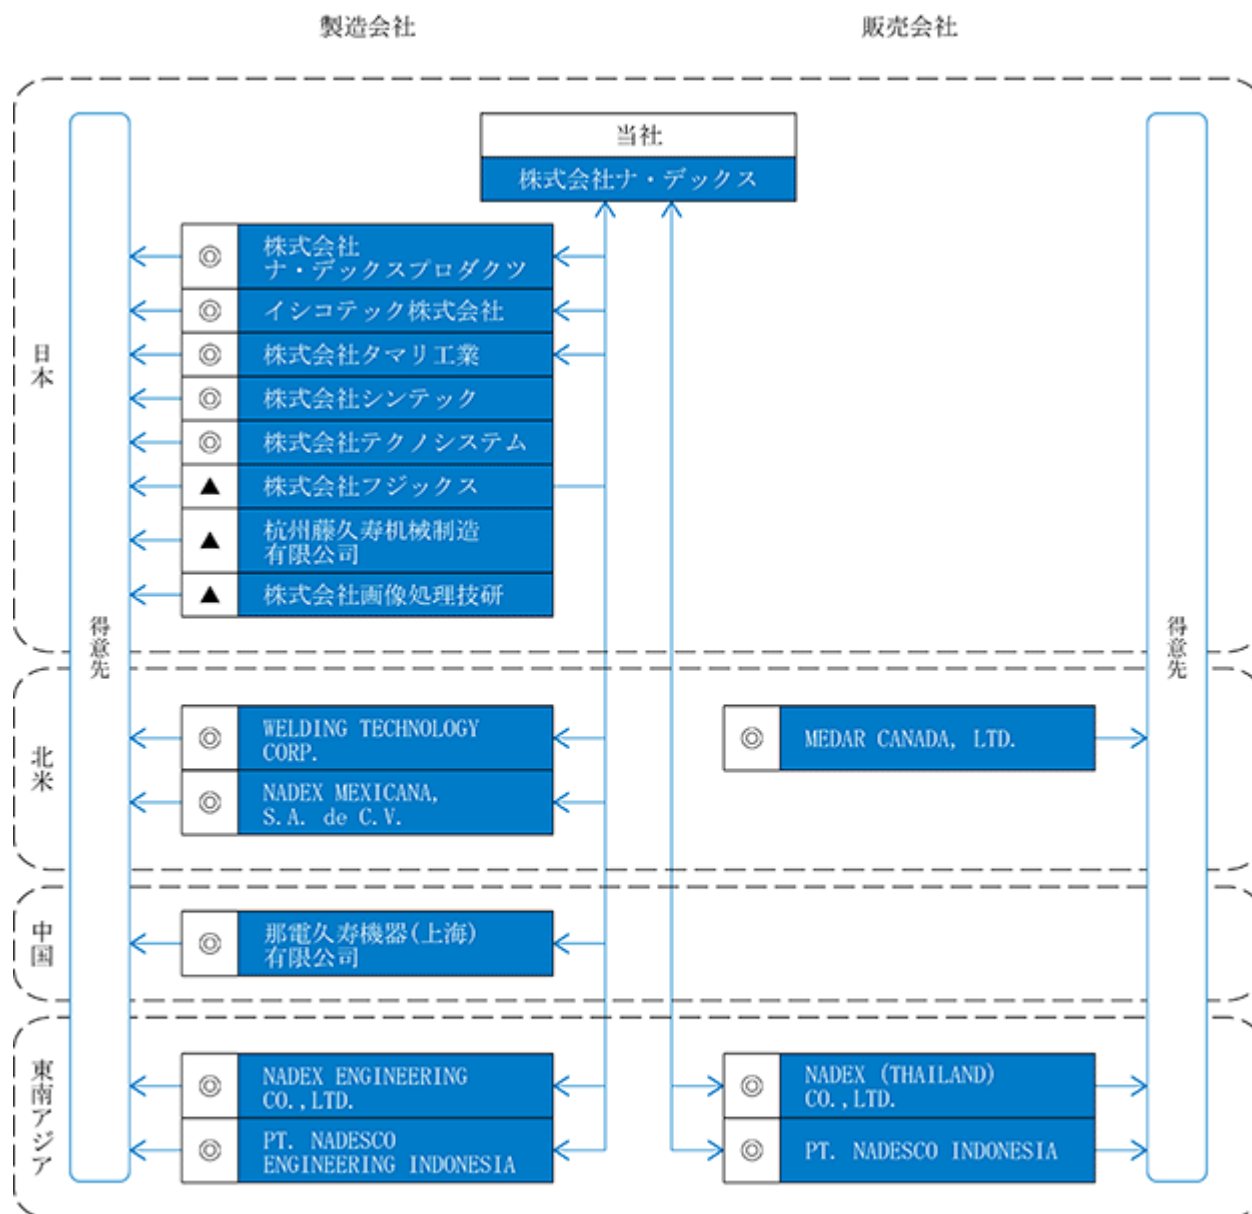 製造会社
販売会社
当社
株式会社ナ・デックス
日本
得意先
得意先
◎ 株式会社
ナ・デックスプロダクツ
◎ イシコテック株式会社
◎ 株式会社タマリ工業
◎ 株式会社シンテック
◎ 株式会社テクノシステム
▲ 株式会社フジックス
▲ 杭州藤久寿机械制造
有限公司
▲ 株式会社画像処理技研
北米
◎ WELDING TECHNOLOGY
CORP.
◎ NADEX MEXICANA,
S.A. de C.V.
◎ MEDAR CANADA, LTD.
中国
◎ 那電久寿機器(上海)
有限公司
東南アジア
◎ NADEX ENGINEERING
CO.,LTD.
◎ PT. NADESCO
ENGINEERING INDONESIA
◎ NADEX (THAILAND)
CO.,LTD.
◎ PT. NADESCO INDONESIA